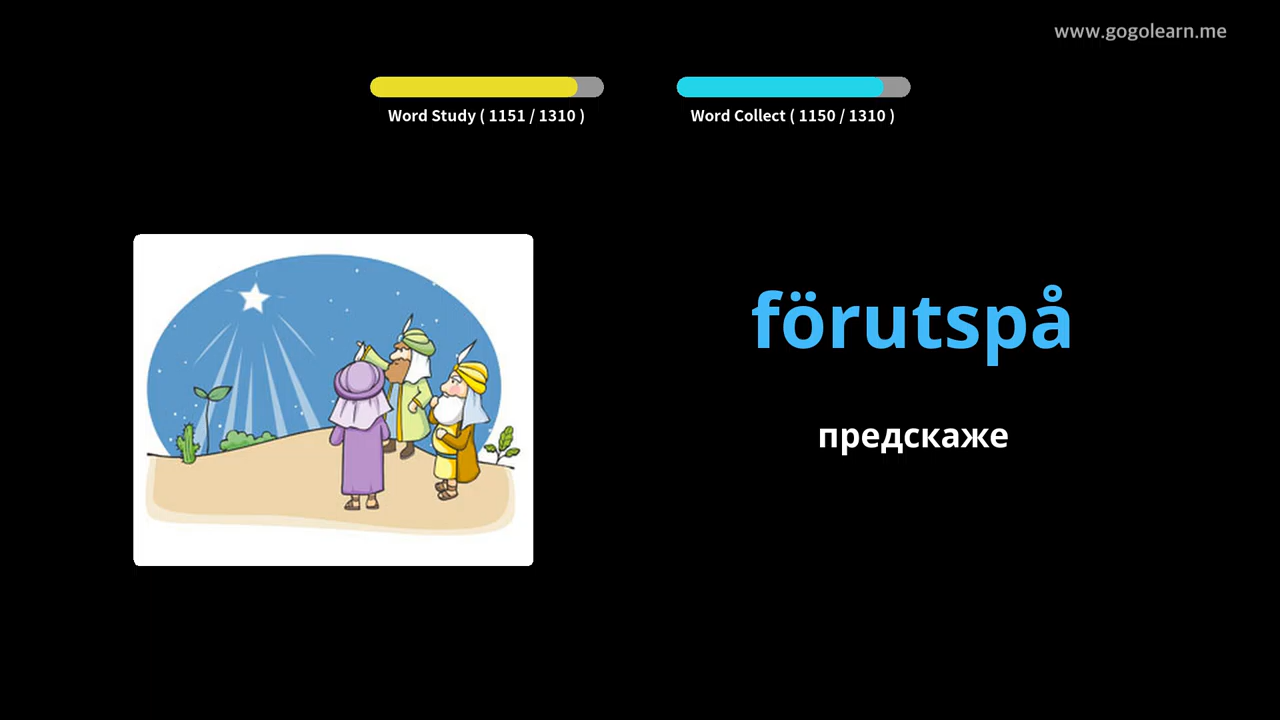 www.gogolearn.me
Word Study ( 1151 / 1310 )
Word Collect ( 1150 / 1310 )
förutspå
предскаже